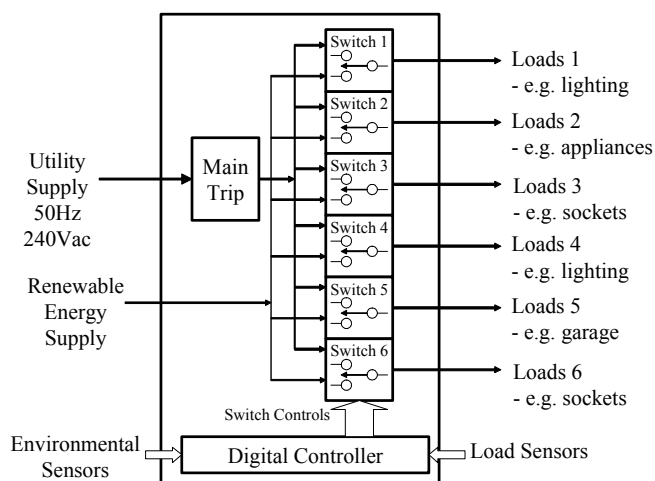 Utility
Supply
50Hz
240Vac
Renewable
Energy
Supply
Environmental
Sensors
Main
Trip
Switch 1
Switch 2
Switch 3
Switch 4
Switch 5
Switch 6
Switch Controls
Digital Controller
Loads 1
- e.g. lighting
Loads 2
- e.g. appliances
Loads 3
- e.g. sockets
Loads 4
- e.g. lighting
Loads 5
- e.g. garage
Loads 6
- e.g. sockets
Load Sensors